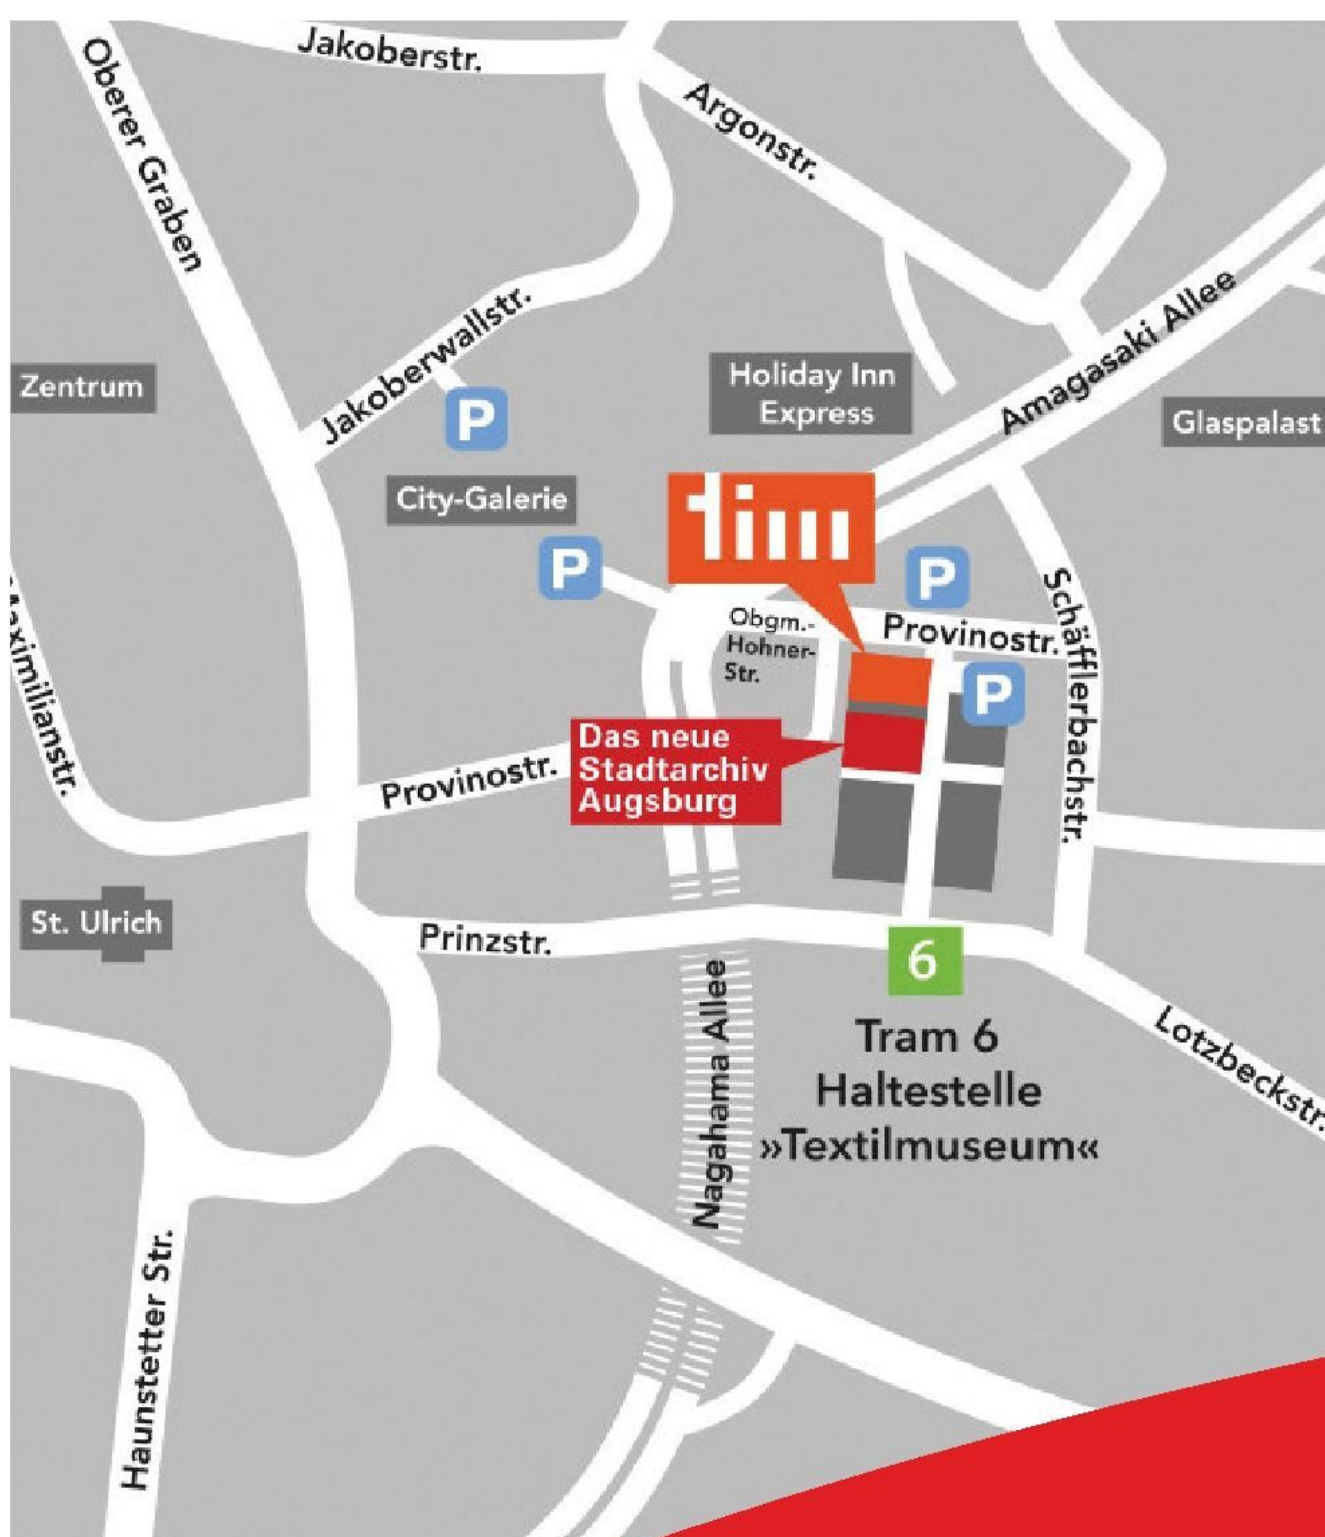 Jakoberstr.
Oberer Graben
Argonstr.
Jakoberwallstr.
Amagasaki Allee
Zentrum
Holiday Inn
Express
Glaspalast
P
City-Galerie
tim
P
P
Obgm.-
Hohner-
Str.
Provinostr.
Schäfflerbachstr.
P
Maximilianstr.
Das neue
Stadtarchiv
Augsburg
Provinostr.
St. Ulrich
Prinzstr.
6
Nagahama Allee
Tram 6
Haltestelle
»Textilmuseum«
Lotzbeckstr.
Haunstetter Str.